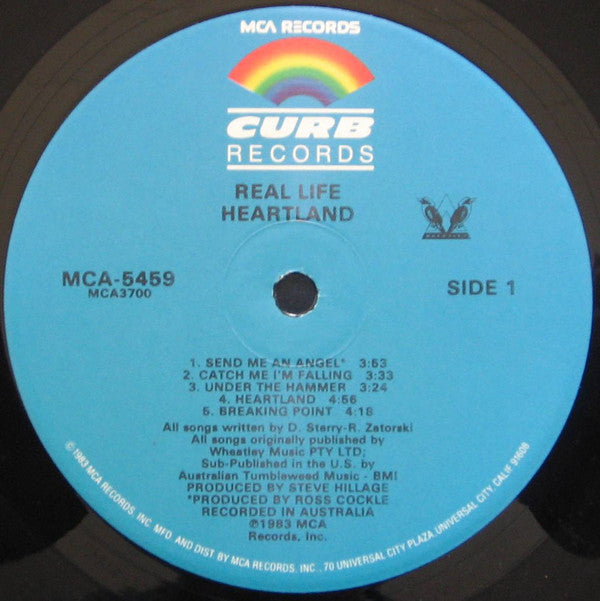 MCA RECORDS
CURB
RECORDS
REAL LIFE
HEARTLAND
MCA-5459
MCA3700
SIDE 1
1. SEND ME AN ANGEL* 3:53
2. CATCH ME I'M FALLING 3:33
3. UNDER THE HAMMER 3:24
4. HEARTLAND 4:56
5. BREAKING POINT 4:18
All songs written by D. Sterry-R. Zatorski
All songs originally published by
Wheatley Music PTY LTD;
Sub-Published in the U.S. by
Australian Tumbleweed Music - BMI
PRODUCED BY STEVE HILLAGE
*PRODUCED BY ROSS COCKLE
RECORDED IN AUSTRALIA
℗1983 MCA
Records, Inc.
©1983 MCA RECORDS, INC. MFD. AND DIST BY MCA RECORDS, INC., 70 UNIVERSAL CITY PLAZA, UNIVERSAL CITY, CALIF 91608